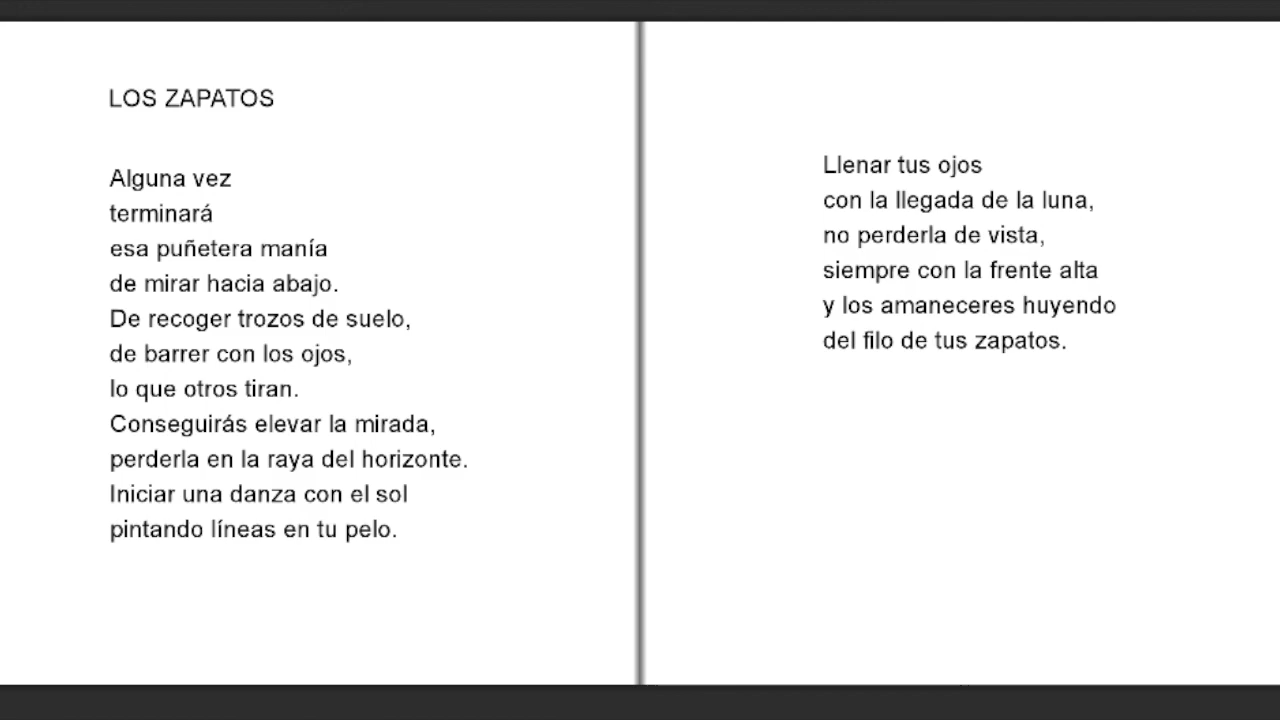 LOS ZAPATOS
Alguna vez
terminará
esa puñetera manía
de mirar hacia abajo.
De recoger trozos de suelo,
de barrer con los ojos,
lo que otros tiran.
Conseguirás elevar la mirada,
perderla en la raya del horizonte.
Iniciar una danza con el sol
pintando líneas en tu pelo.
Llenar tus ojos
con la llegada de la luna,
no perderla de vista,
siempre con la frente alta
y los amaneceres huyendo
del filo de tus zapatos.